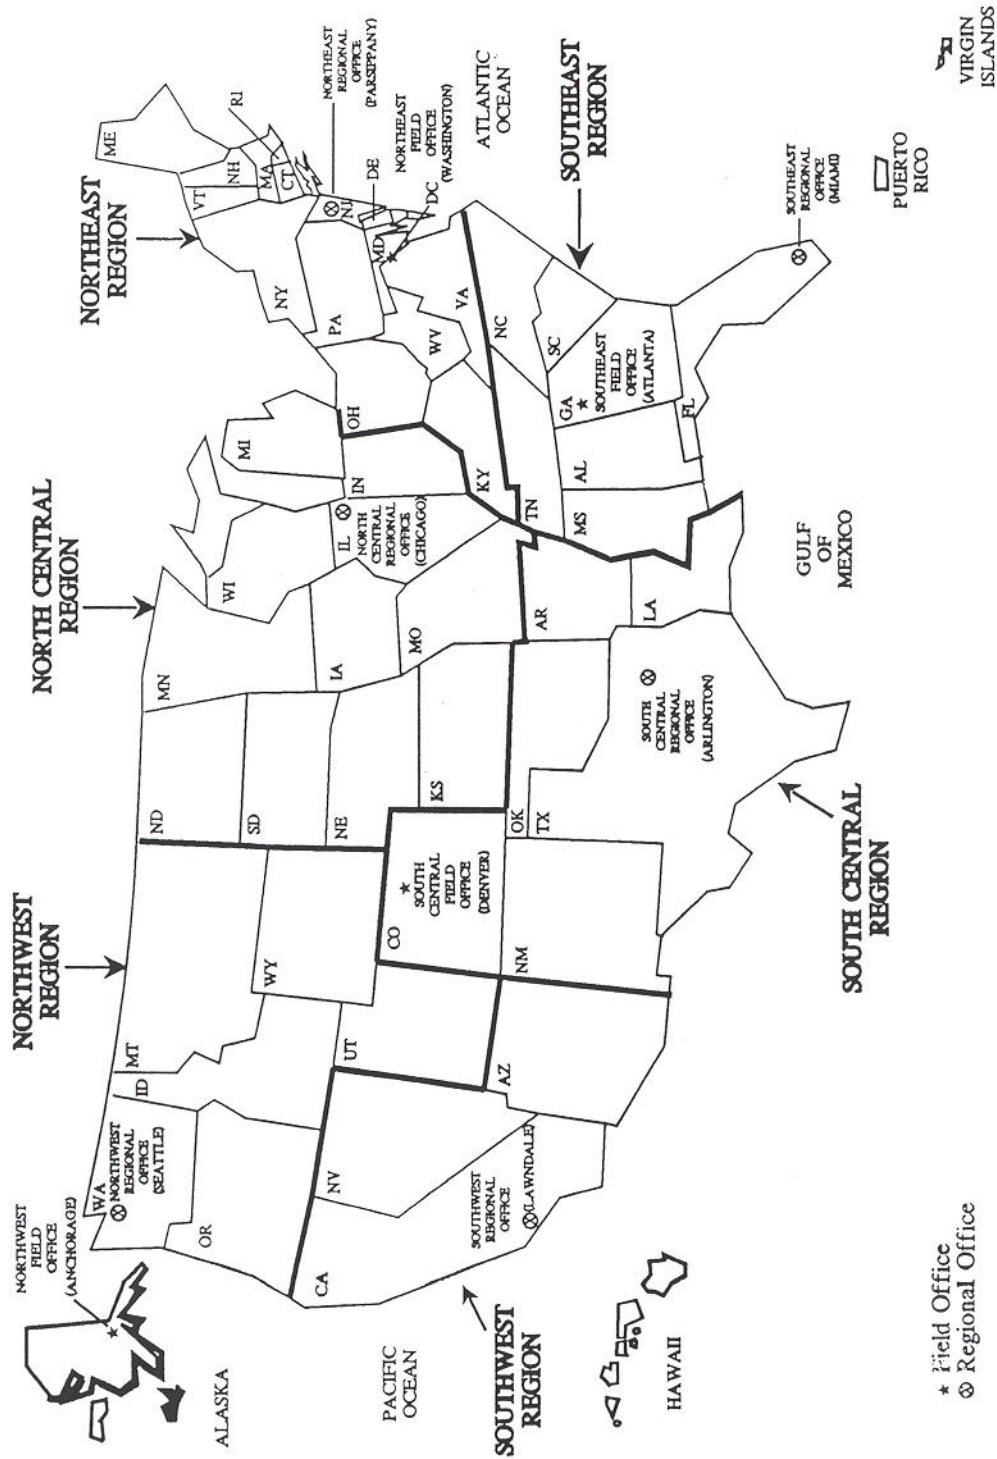 NORTHWEST
REGION
NORTH CENTRAL
REGION
NORTHEAST
REGION
NORTHWEST
FIELD
OFFICE
(ANCHORAGE)
ALASKA
WA
NORTHWEST
REGIONAL
OFFICE
(SEATTLE)
OR
ID
MT
WY
ND
SD
NE
KS
MN
IA
MO
WI
IL
NORTH
CENTRAL
REGIONAL
OFFICE
(CHICAGO)
MI
IN
OH
KY
ME
VT
NH
MA
RI
CT
NY
PA
NJ
NORTHEAST
REGIONAL
OFFICE
(PARSIPPANY)
DE
MD
NORTHEAST
FIELD
OFFICE
(WASHINGTON)
DC
WV
VA
ATLANTIC
OCEAN
PACIFIC
OCEAN
CA
NV
SOUTHWEST
REGIONAL
OFFICE
(LAWNDALE)
UT
AZ
CO
SOUTH
CENTRAL
FIELD
OFFICE
(DENVER)
NM
OK
TX
SOUTH
CENTRAL
REGIONAL
OFFICE
(ARLINGTON)
AR
LA
TN
MS
AL
GA
SOUTHEAST
FIELD
OFFICE
(ATLANTA)
NC
SC
FL
SOUTHEAST
REGION
SOUTHEAST
REGIONAL
OFFICE
(MIAMI)
SOUTHWEST
REGION
HAWAII
SOUTH CENTRAL
REGION
GULF
OF
MEXICO
PUERTO
RICO
VIRGIN
ISLANDS
Field Office
Regional Office